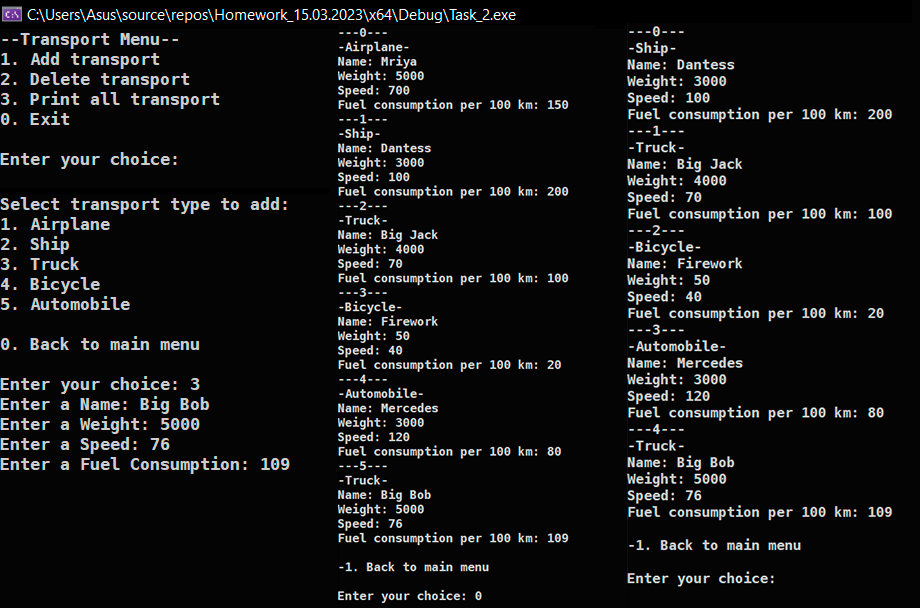 C:\Users\Asus\source\repos\Homework_15.03.2023\x64\Debug\Task_2.exe
--Transport Menu--
1. Add transport
2. Delete transport
3. Print all transport
0. Exit
Enter your choice:
Select transport type to add:
1. Airplane
2. Ship
3. Truck
4. Bicycle
5. Automobile
0. Back to main menu
Enter your choice: 3
Enter a Name: Big Bob
Enter a Weight: 5000
Enter a Speed: 76
Enter a Fuel Consumption: 109
---0---
-Airplane-
Name: Mriya
Weight: 5000
Speed: 700
Fuel consumption per 100 km: 150
---1---
-Ship-
Name: Dantess
Weight: 3000
Speed: 100
Fuel consumption per 100 km: 200
---2---
-Truck-
Name: Big Jack
Weight: 4000
Speed: 70
Fuel consumption per 100 km: 100
---3---
-Bicycle-
Name: Firework
Weight: 50
Speed: 40
Fuel consumption per 100 km: 20
---4---
-Automobile-
Name: Mercedes
Weight: 3000
Speed: 120
Fuel consumption per 100 km: 80
---5---
-Truck-
Name: Big Bob
Weight: 5000
Speed: 76
Fuel consumption per 100 km: 109
-1. Back to main menu
Enter your choice: 0
---0---
-Ship-
Name: Dantess
Weight: 3000
Speed: 100
Fuel consumption per 100 km: 200
---1---
-Truck-
Name: Big Jack
Weight: 4000
Speed: 70
Fuel consumption per 100 km: 100
---2---
-Bicycle-
Name: Firework
Weight: 50
Speed: 40
Fuel consumption per 100 km: 20
---3---
-Automobile-
Name: Mercedes
Weight: 3000
Speed: 120
Fuel consumption per 100 km: 80
---4---
-Truck-
Name: Big Bob
Weight: 5000
Speed: 76
Fuel consumption per 100 km: 109
-1. Back to main menu
Enter your choice: